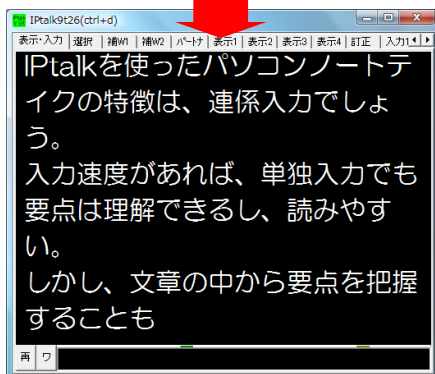 IPtalk9t26(ctrl+d)
表示・入力 選択 補W1 補W2 パートナ 表示1 表示2 表示3 表示4 訂正 入力1
IPtalkを使ったパソコンノートテ
イクの特徴は、連係入力でしょ
う。
入力速度があれば、単独入力でも
要点は理解できるし、読みやす
い。
しかし、文章の中から要点を把握
することも
再 ワ